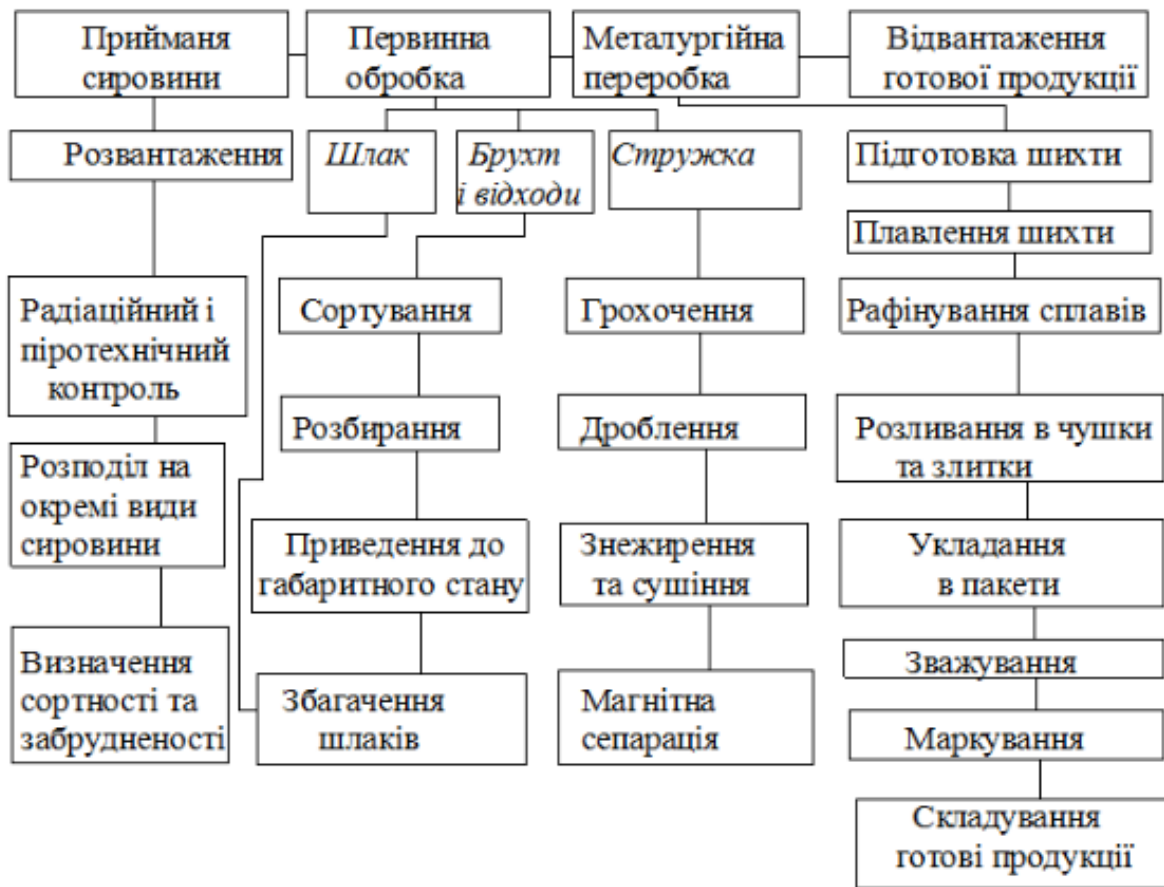 Прийманя
сировини
Первинна
обробка
Металургійна
переробка
Відвантаження
готової продукції
Розвантаження
Шлак
Брухт
і відходи
Стружка
Підготовка шихти
Плавлення шихти
Радіаційний і
піротехнічний
контроль
Сортування
Грохочення
Рафінування сплавів
Розбирання
Дроблення
Розливання в чушки
та злитки
Розподіл на
окремі види
сировини
Приведення до
габаритного стану
Знежирення
та сушіння
Укладання
в пакети
Визначення
сортності та
забрудненості
Збагачення
шлаків
Магнітна
сепарація
Зважування
Маркування
Складування
готові продукції